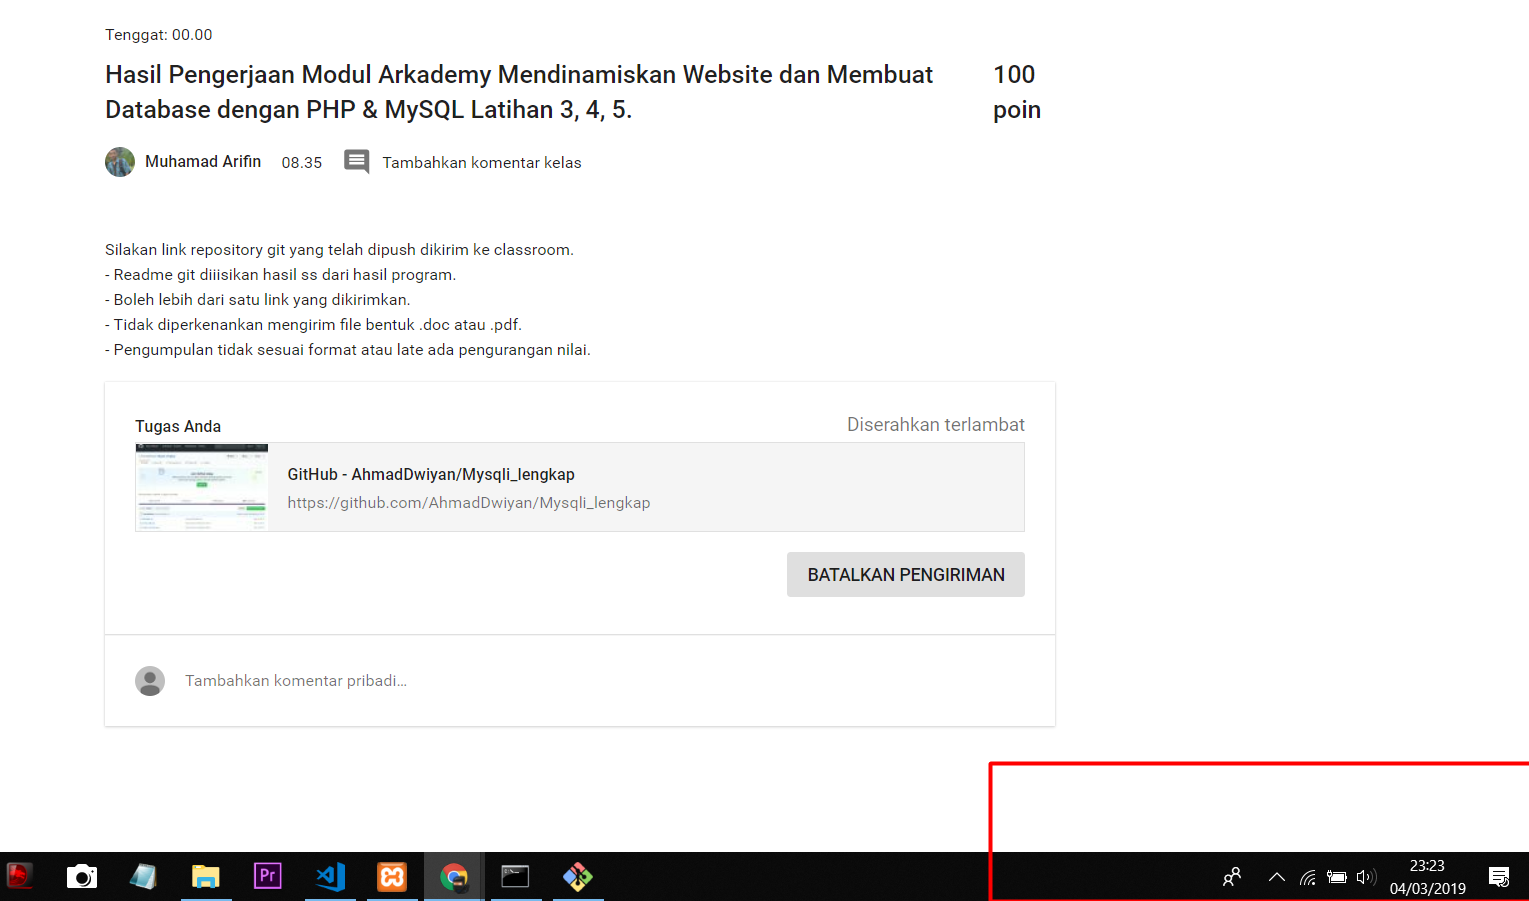 Tenggat: 00.00
Hasil Pengerjaan Modul Arkademy Mendinamiskan Website dan Membuat
Database dengan PHP & MySQL Latihan 3, 4, 5.
100
poin
Muhamad Arifin 08.35 Tambahkan komentar kelas
Silakan link repository git yang telah dipush dikirim ke classroom.
- Readme git diiisikan hasil ss dari hasil program.
- Boleh lebih dari satu link yang dikirimkan.
- Tidak diperkenankan mengirim file bentuk .doc atau .pdf.
- Pengumpulan tidak sesuai format atau late ada pengurangan nilai.
Tugas Anda
Diserahkan terlambat
GitHub - AhmadDwiyan/Mysqli_lengkap
https://github.com/AhmadDwiyan/Mysqli_lengkap
BATALKAN PENGIRIMAN
Tambahkan komentar pribadi...
Pr
23:23
04/03/2019